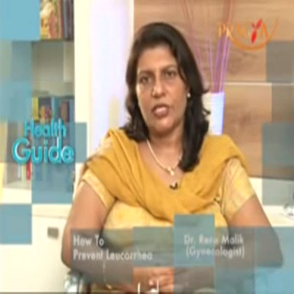 Health
Guide
How To
Prevent Leucorrhea
Dr. Renu Malik
(Gynecologist)